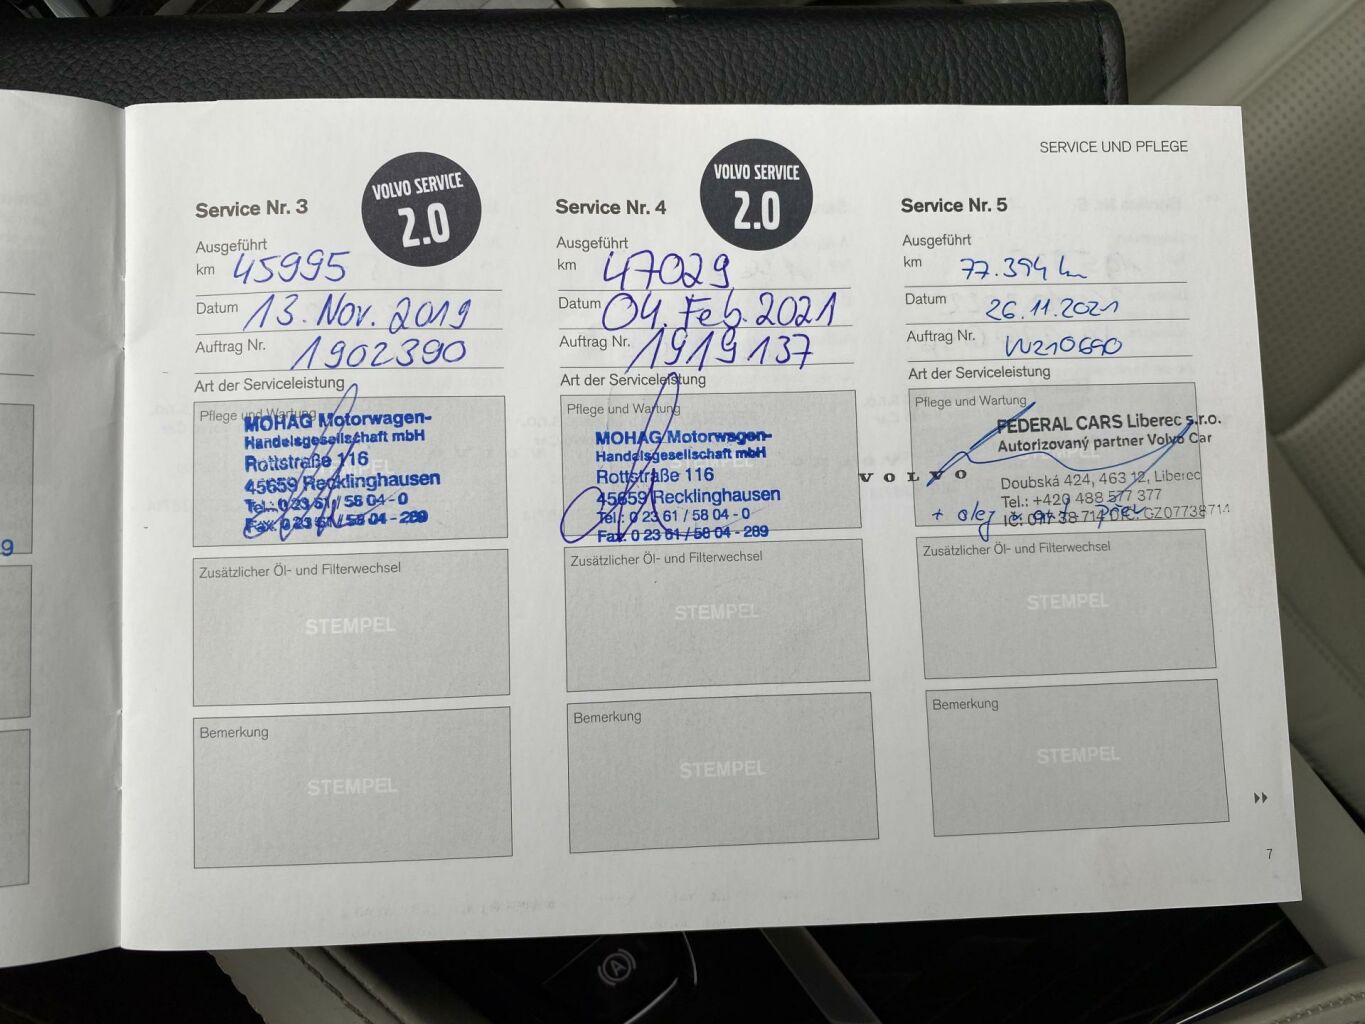 SERVICE UND PFLEGE
Service Nr. 3
VOLVO SERVICE
2.0
Ausgeführt
km 45995
Datum 13. Nov. 2019
Auftrag Nr. 1902390
Art der Serviceleistung
Pflege und Wartung
MOHAG Motorwagen-
Handelsgesellschaft mbH
Rottstraße 116
45659 Recklinghausen
Tel.: 0 23 61 / 58 04 - 0
Fax: 0 23 61 / 58 04 - 289
Zusätzlicher Öl- und Filterwechsel
STEMPEL
Bemerkung
STEMPEL
Service Nr. 4
VOLVO SERVICE
2.0
Ausgeführt
km 47029
Datum 04. Feb. 2021
Auftrag Nr. 1919137
Art der Serviceleistung
Pflege und Wartung
MOHAG Motorwagen-
Handelsgesellschaft mbH
Rottstraße 116
45659 Recklinghausen
Tel.: 0 23 61 / 58 04 - 0
Fax: 0 23 61 / 58 04 - 289
Zusätzlicher Öl- und Filterwechsel
STEMPEL
Bemerkung
STEMPEL
Service Nr. 5
Ausgeführt
km 77.394 km
Datum 26.11.2021
Auftrag Nr.
Art der Serviceleistung
Pflege und Wartung
STEMPEL
FEDERAL CARS Liberec s.r.o.
Autorizovaný partner Volvo Car
VOLVO
Doubská 424, 463 12, Liberec
Tel.: +420 488 577 377
+ olej
Zusätzlicher Öl- und Filterwechsel
STEMPEL
Bemerkung
STEMPEL
7
9